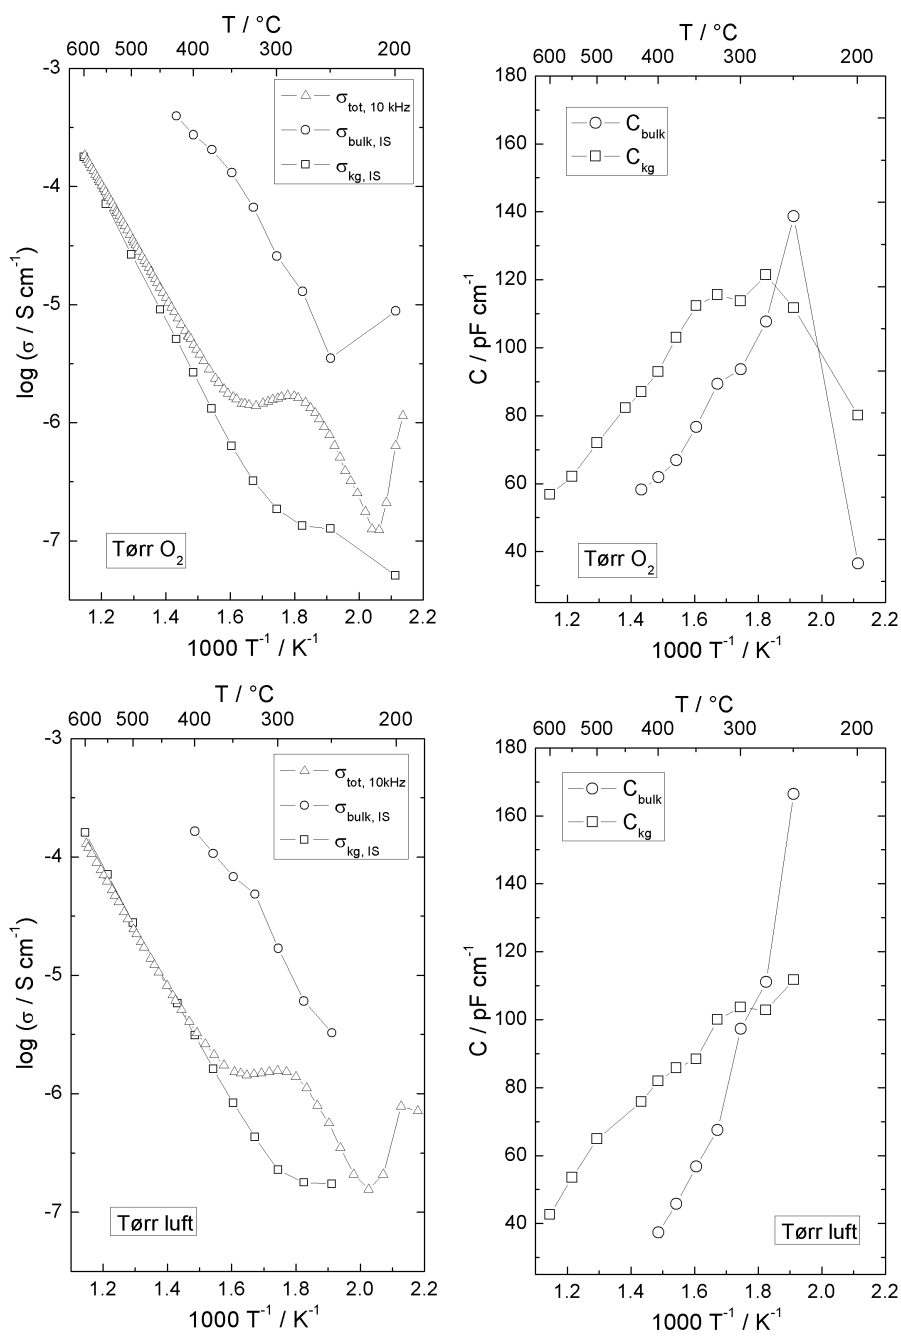 T / °C
600 500 400 300 200
-3
-4
-5
-6
-7
log (σ / S cm⁻¹)
σtot, 10 kHz
σbulk, IS
σkg, IS
Tørr O₂
1.2 1.4 1.6 1.8 2.0 2.2
1000 T⁻¹ / K⁻¹
T / °C
600 500 400 300 200
180
160
140
120
100
80
60
40
C / pF cm⁻¹
Cbulk
Ckg
Tørr O₂
1.2 1.4 1.6 1.8 2.0 2.2
1000 T⁻¹ / K⁻¹
T / °C
600 500 400 300 200
-3
-4
-5
-6
-7
log (σ / S cm⁻¹)
σtot, 10kHz
σbulk, IS
σkg, IS
Tørr luft
1.2 1.4 1.6 1.8 2.0 2.2
1000 T⁻¹ / K⁻¹
T / °C
600 500 400 300 200
180
160
140
120
100
80
60
40
C / pF cm⁻¹
Cbulk
Ckg
Tørr luft
1.2 1.4 1.6 1.8 2.0 2.2
1000 T⁻¹ / K⁻¹